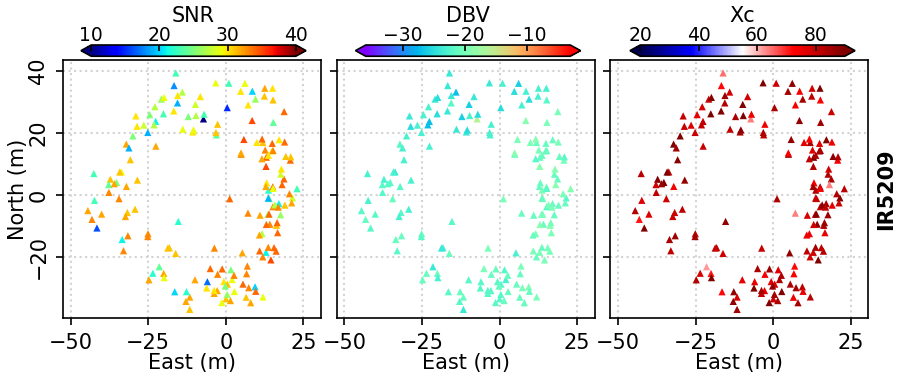 SNR DBV Xc
10 20 30 40 −30 −20 −10 20 40 60 80
40
20
0
−20
North (m)
IR5209
−50 −25 0 25 −50 −25 0 25 −50 −25 0 25
East (m) East (m) East (m)